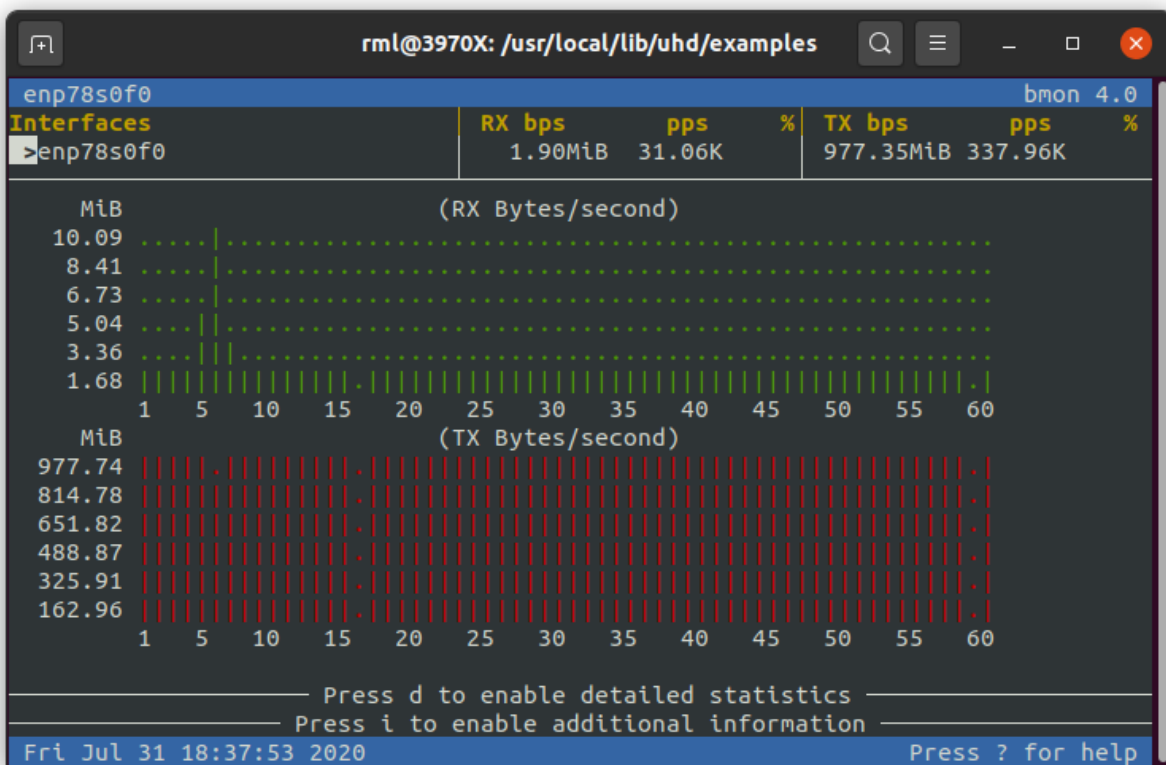 rml@3970X: /usr/local/lib/uhd/examples
enp78s0f0 bmon 4.0
Interfaces RX bps pps % TX bps pps %
>enp78s0f0 1.90MiB 31.06K 977.35MiB 337.96K
MiB (RX Bytes/second)
10.09 .....|......................................................
8.41 .....|......................................................
6.73 .....|......................................................
5.04 ....||......................................................
3.36 ....|||.....................................................
1.68 |||||||||||||||.||||||||||||||||||||||||||||||||||||||||||.|
1 5 10 15 20 25 30 35 40 45 50 55 60
MiB (TX Bytes/second)
977.74 |||||.|||||||||.||||||||||||||||||||||||||||||||||||||||||.|
814.78 |||||||||||||||.||||||||||||||||||||||||||||||||||||||||||.|
651.82 |||||||||||||||.||||||||||||||||||||||||||||||||||||||||||.|
488.87 |||||||||||||||.||||||||||||||||||||||||||||||||||||||||||.|
325.91 |||||||||||||||.||||||||||||||||||||||||||||||||||||||||||.|
162.96 |||||||||||||||.||||||||||||||||||||||||||||||||||||||||||.|
1 5 10 15 20 25 30 35 40 45 50 55 60
Press d to enable detailed statistics
Press i to enable additional information
Fri Jul 31 18:37:53 2020 Press ? for help